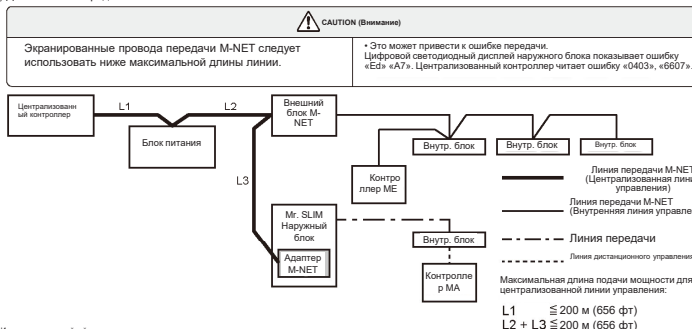 CAUTION (Внимание)
Экранированные провода передачи M-NET следует
использовать ниже максимальной длины линии.
• Это может привести к ошибке передачи.
Цифровой светодиодный дисплей наружного блока показывает ошибку
«Ed» «A7». Централизованный контроллер читает ошибку «0403», «6607».
Централизованн
ый контроллер
L1
L2
Внешний
блок M-
NET
Блок питания
Внутр. блок
Внутр. блок
Внутр. блок
Контро
ллер ME
L3
Линия передачи M-NET
(Централизованная лини
управления)
Линия передачи M-NET
(Внутренняя линия управле
Mr. SLIM
Наружный
блок
Адаптер
M-NET
Внутр. блок
Линия передачи
Линия дистанционного управления
Контролле
р MA
Максимальная длина подачи мощности для
централизованной линии управления:
L1 ≦ 200 м (656 фт)
L2 + L3 ≦ 200 м (656 фт)